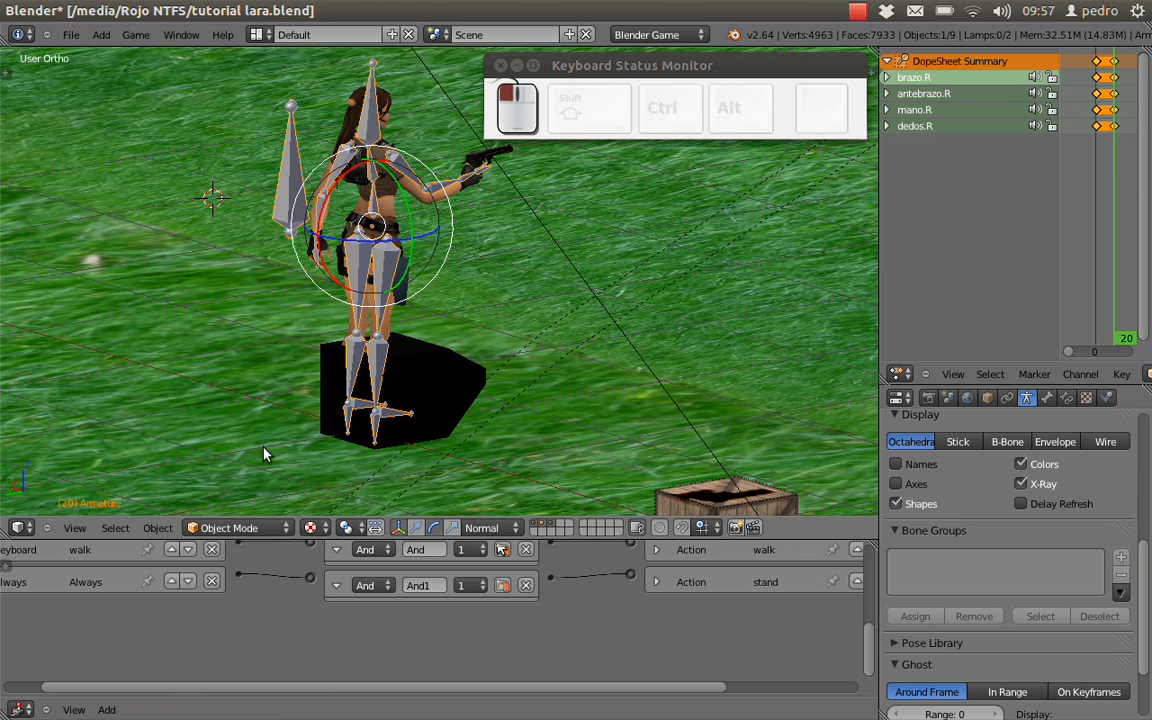 Blender* [/media/Rojo NTFS/tutorial lara.blend]
09:57
pedro
File Add Game Window Help
Default
Scene
Blender Game
v2.64 | Verts:4963 | Faces:7933 | Objects:1/9 | Lamps:0/2 | Mem:32.51M (14.83M) | Arm
User Ortho
Keyboard Status Monitor
Shift
Ctrl
Alt
DopeSheet Summary
brazo.R
antebrazo.R
mano.R
dedos.R
20
0
View Select Marker Channel Key
Display
Octahedra Stick B-Bone Envelope Wire
Names
Colors
Axes
X-Ray
Shapes
Delay Refresh
Bone Groups
Assign Remove Select Deselect
Pose Library
Ghost
Around Frame In Range On Keyframes
Range: 0
Display:
(20) Armature
View Select Object
Object Mode
Normal
eyboard walk
And And 1
Action walk
lways Always
And And1 1
Action stand
View Add